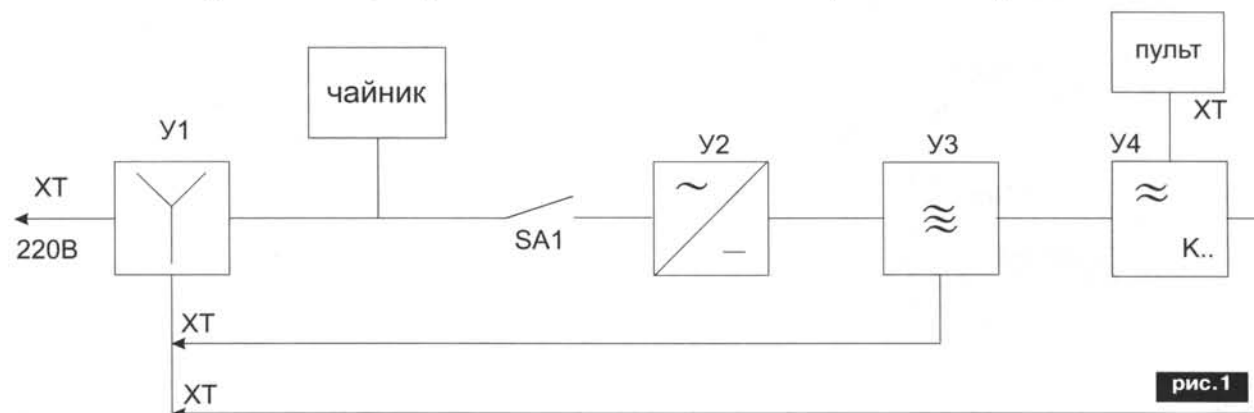 пульт
чайник
ХТ
У1
У2
У3
У4
ХТ
220В
SA1
К..
ХТ
ХТ
рис.1